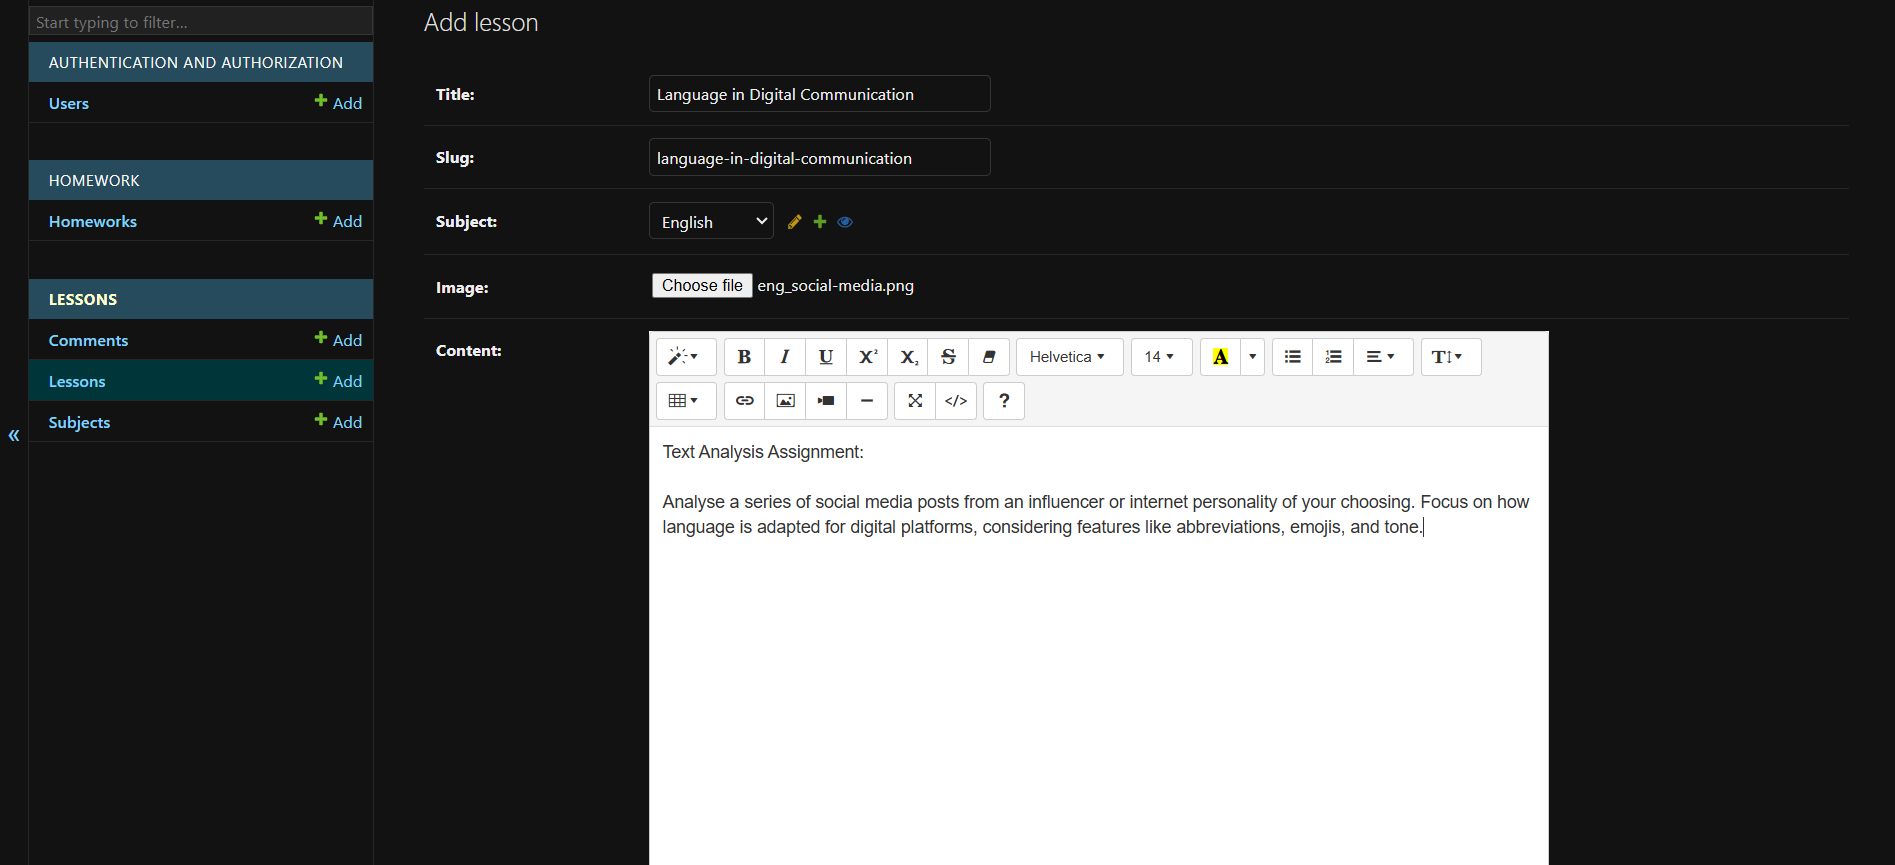 Start typing to filter...
AUTHENTICATION AND AUTHORIZATION
Users
Add
HOMEWORK
Homeworks
Add
LESSONS
Comments
Add
Lessons
Add
Subjects
Add
«
Add lesson
Title:
Language in Digital Communication
Slug:
language-in-digital-communication
Subject:
English
Image:
Choose file eng_social-media.png
Content:
B I U X² X₂ S Helvetica 14 A T
</> ?
Text Analysis Assignment:
Analyse a series of social media posts from an influencer or internet personality of your choosing. Focus on how
language is adapted for digital platforms, considering features like abbreviations, emojis, and tone.